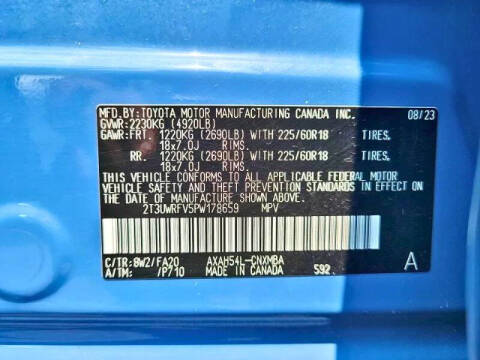 MFD.BY:TOYOTA MOTOR MANUFACTURING CANADA INC. 08/23
GVWR:2230KG (4920LB)
GAWR:FRT. 1220KG (2690LB) WITH 225/60R18 TIRES,
18x7.0J RIMS.
RR. 1220KG (2690LB) WITH 225/60R18 TIRES,
18x7.0J RIMS.
THIS VEHICLE CONFORMS TO ALL APPLICABLE FEDERAL MOTOR
VEHICLE SAFETY AND THEFT PREVENTION STANDARDS IN EFFECT ON
THE DATE OF MANUFACTURE SHOWN ABOVE.
2T3UWRFV5PW178659 MPV
C/TR:8W2/FA20 AXAH54L-CNXMBA
A/TM: /P710 MADE IN CANADA 592 A